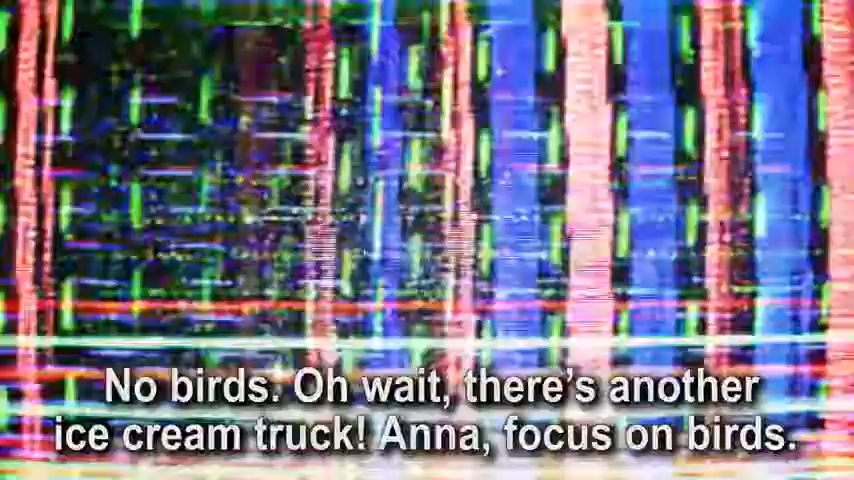 No birds. Oh wait, there’s another
ice cream truck! Anna, focus on birds.